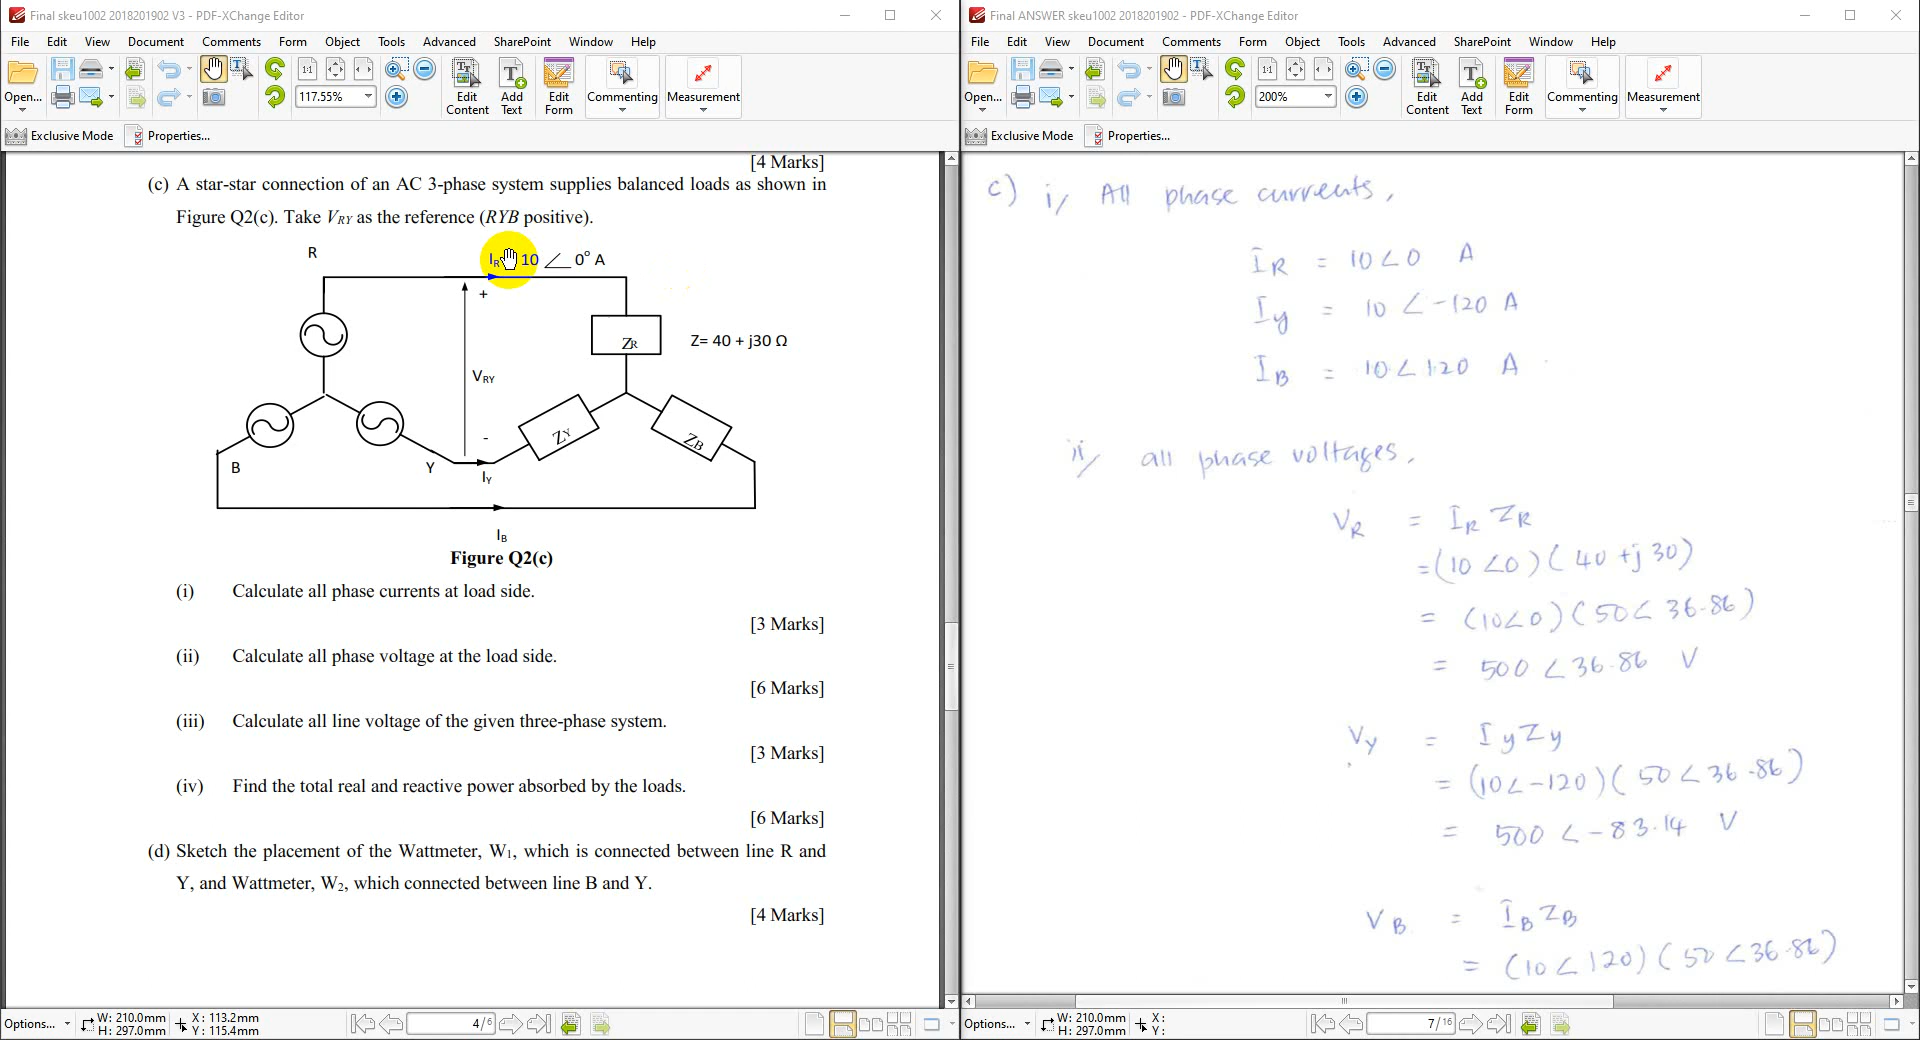 Final skeu1002 2018201902 V3 - PDF-XChange Editor
File Edit View Document Comments Form Object Tools Advanced SharePoint Window Help
Open...
117.55%
Edit Content
Add Text
Edit Form
Commenting
Measurement
Exclusive Mode
Properties...
[4 Marks]
(c) A star-star connection of an AC 3-phase system supplies balanced loads as shown in
Figure Q2(c). Take VRY as the reference (RYB positive).
R
IR 10 ∠ 0° A
+
ZR
Z= 40 + j30 Ω
VRY
ZY
ZB
-
B
Y
IY
IB
Figure Q2(c)
(i) Calculate all phase currents at load side.
[3 Marks]
(ii) Calculate all phase voltage at the load side.
[6 Marks]
(iii) Calculate all line voltage of the given three-phase system.
[3 Marks]
(iv) Find the total real and reactive power absorbed by the loads.
[6 Marks]
(d) Sketch the placement of the Wattmeter, W1, which is connected between line R and
Y, and Wattmeter, W2, which connected between line B and Y.
[4 Marks]
Options...
W: 210.0mm
H: 297.0mm
X: 113.2mm
Y: 115.4mm
4/6
Final ANSWER skeu1002 2018201902 - PDF-XChange Editor
File Edit View Document Comments Form Object Tools Advanced SharePoint Window Help
Open...
200%
Edit Content
Add Text
Edit Form
Commenting
Measurement
Exclusive Mode
Properties...
c) i/ All phase currents,
IR = 10∠0 A
Iy = 10 ∠-120 A
IB = 10∠120 A
ii/ all phase voltages,
VR = IR ZR
= (10∠0)(40+j30)
= (10∠0)(50∠36.86)
= 500∠36.86 V
Vy = IyZy
= (10∠-120)(50∠36.86)
= 500∠-83.14 V
VB = IBZB
= (10∠120)(50∠36.86)
Options...
W: 210.0mm
H: 297.0mm
X:
Y:
7/16